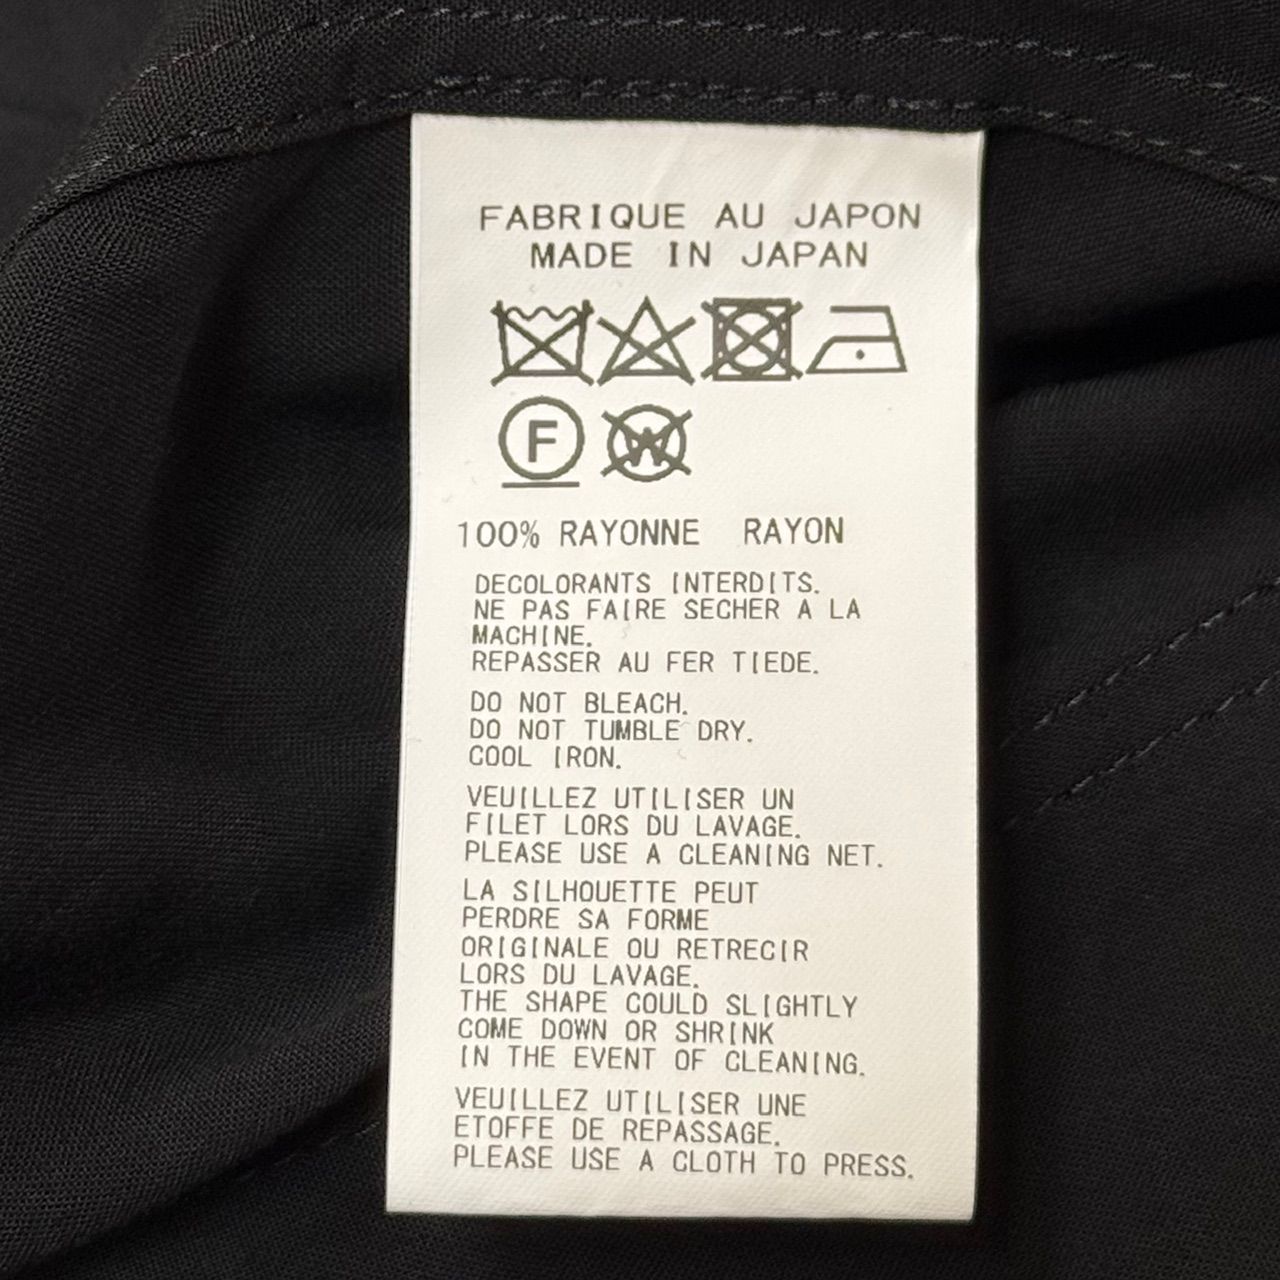 FABRIQUE AU JAPON
MADE IN JAPAN
F
W
100% RAYONNE RAYON
DECOLORANTS INTERDITS.
NE PAS FAIRE SECHER A LA
MACHINE.
REPASSER AU FER TIEDE.
DO NOT BLEACH.
DO NOT TUMBLE DRY.
COOL IRON.
VEUILLEZ UTILISER UN
FILET LORS DU LAVAGE.
PLEASE USE A CLEANING NET.
LA SILHOUETTE PEUT
PERDRE SA FORME
ORIGINALE OU RETRECIR
LORS DU LAVAGE.
THE SHAPE COULD SLIGHTLY
COME DOWN OR SHRINK
IN THE EVENT OF CLEANING.
VEUILLEZ UTILISER UNE
ETOFFE DE REPASSAGE.
PLEASE USE A CLOTH TO PRESS.